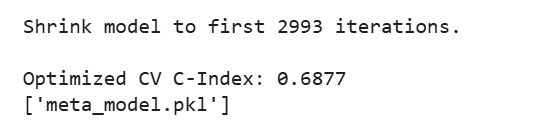 Shrink model to first 2993 iterations.
Optimized CV C-Index: 0.6877
['meta_model.pkl']